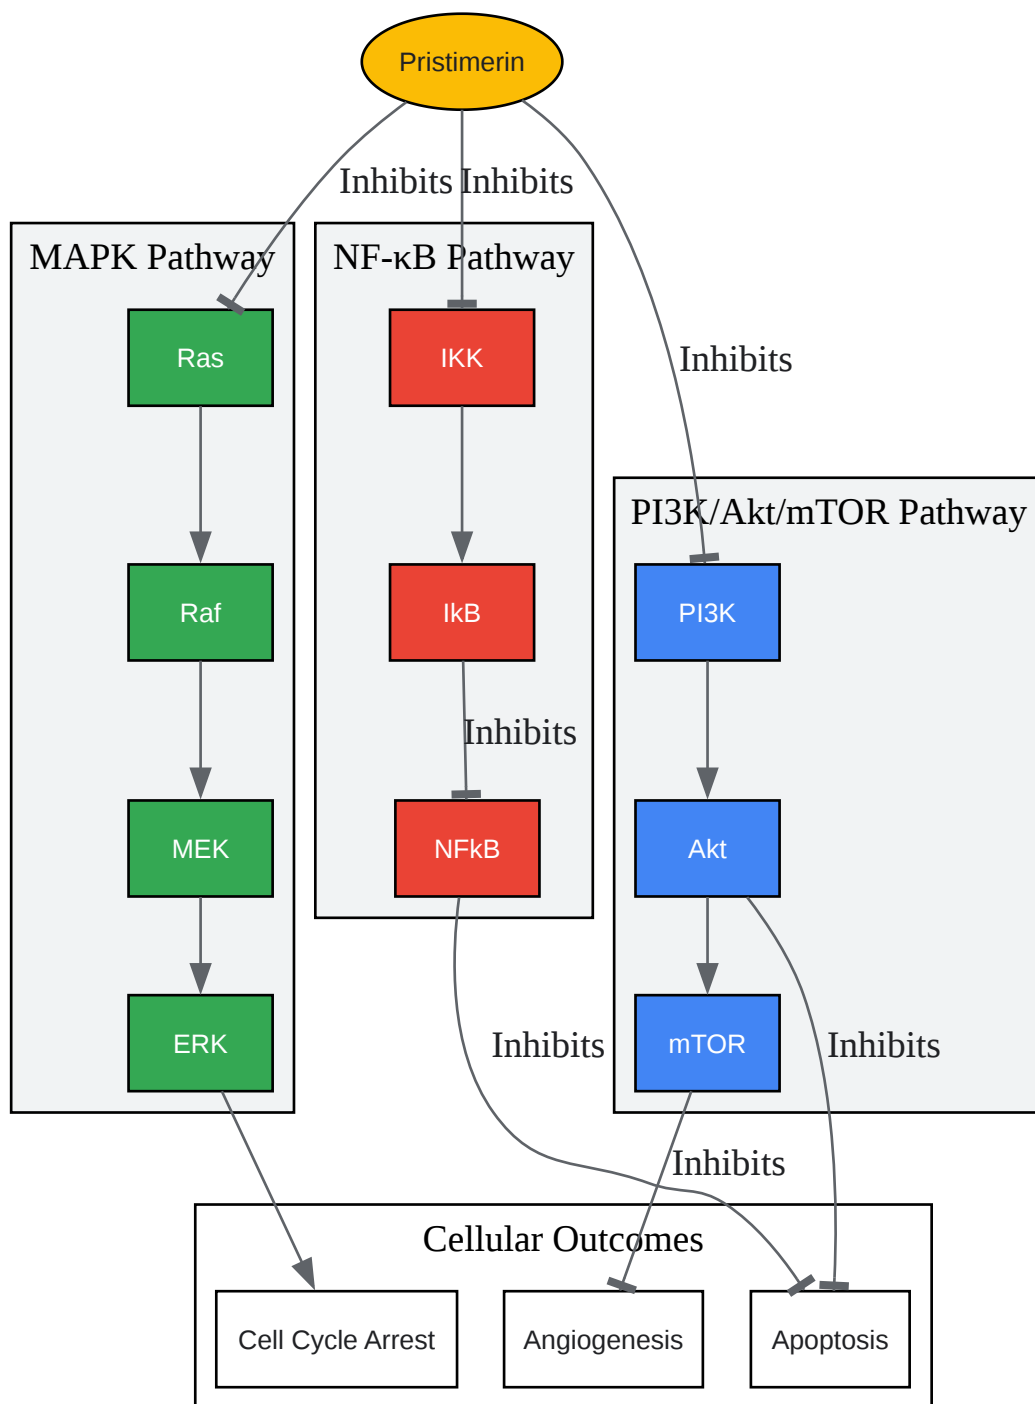 Pristimerin
Inhibits
Inhibits
MAPK Pathway
NF-κB Pathway
Ras
IKK
Inhibits
PI3K/Akt/mTOR Pathway
Raf
IkB
PI3K
Inhibits
MEK
NFkB
Akt
ERK
Inhibits
mTOR
Inhibits
Inhibits
Cellular Outcomes
Cell Cycle Arrest
Angiogenesis
Apoptosis